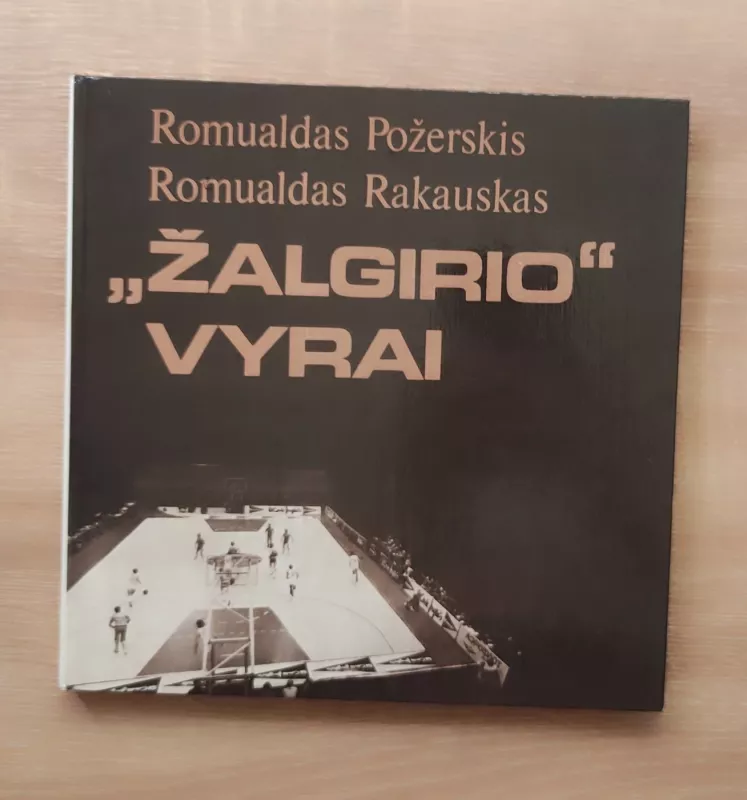 Romualdas Požerskis
Romualdas Rakauskas
„ŽALGIRIO“
VYRAI